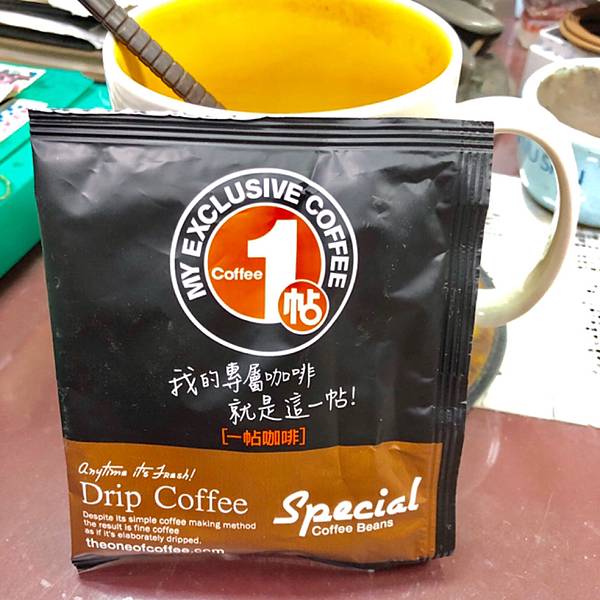 MY EXCLUSIVE COFFEE
Coffee 1
帖
我的專屬咖啡
就是這一帖!
[一帖咖啡]
Anytime it's Fresh!
Drip Coffee
Despite its simple coffee making method
the result is fine coffee
as if it's elaborately dripped.
theoneofcoffee.com
Special
Coffee Beans